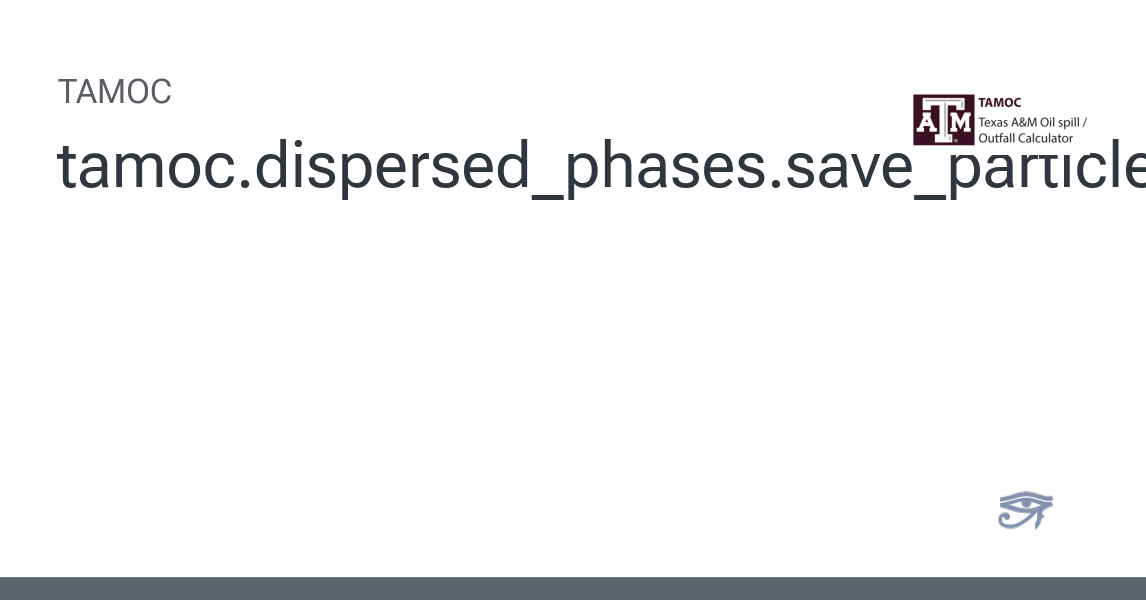 TAMOC
TAMOC
Texas A&M Oil spill /
Outfall Calculator
tamoc.dispersed_phases.save_particle